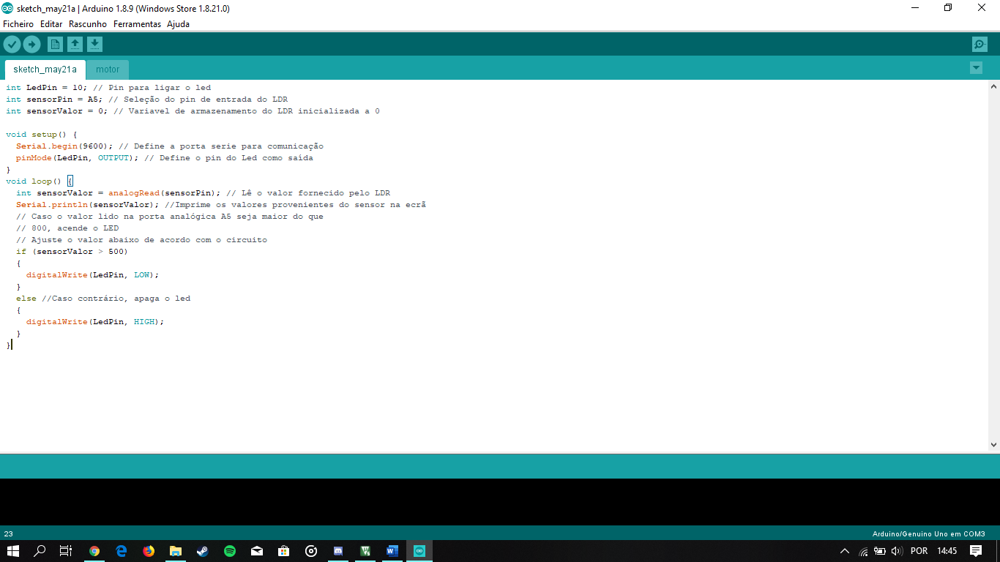 sketch_may21a | Arduino 1.8.9 (Windows Store 1.8.21.0)
Ficheiro Editar Rascunho Ferramentas Ajuda
sketch_may21a motor
int LedPin = 10; // Pin para ligar o led
int sensorPin = A5; // Seleção do pin de entrada do LDR
int sensorValor = 0; // Variavel de armazenamento do LDR inicializada a 0
void setup() {
Serial.begin(9600); // Define a porta serie para comunicação
pinMode(LedPin, OUTPUT); // Define o pin do Led como saída
}
void loop() {
int sensorValor = analogRead(sensorPin); // Lê o valor fornecido pelo LDR
Serial.println(sensorValor); //Imprime os valores provenientes do sensor na ecrã
// Caso o valor lido na porta analógica A5 seja maior do que
// 800, acende o LED
// Ajuste o valor abaixo de acordo com o circuito
if (sensorValor > 500)
{
digitalWrite(LedPin, LOW);
}
else //Caso contrário, apaga o led
{
digitalWrite(LedPin, HIGH);
}
}
23 Arduino/Genuino Uno em COM3
POR 14:45